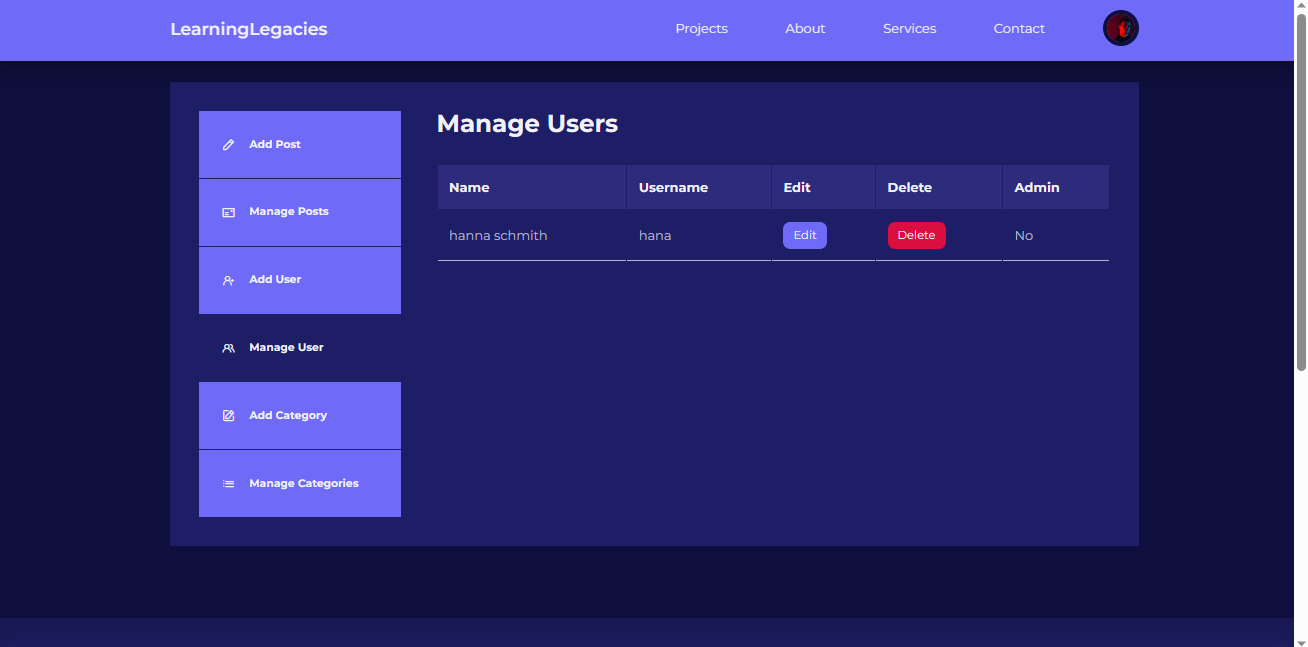 LearningLegacies Projects About Services Contact
Add Post
Manage Posts
Add User
Manage User
Add Category
Manage Categories
Manage Users
Name Username Edit Delete Admin
hanna schmith hana Edit Delete No